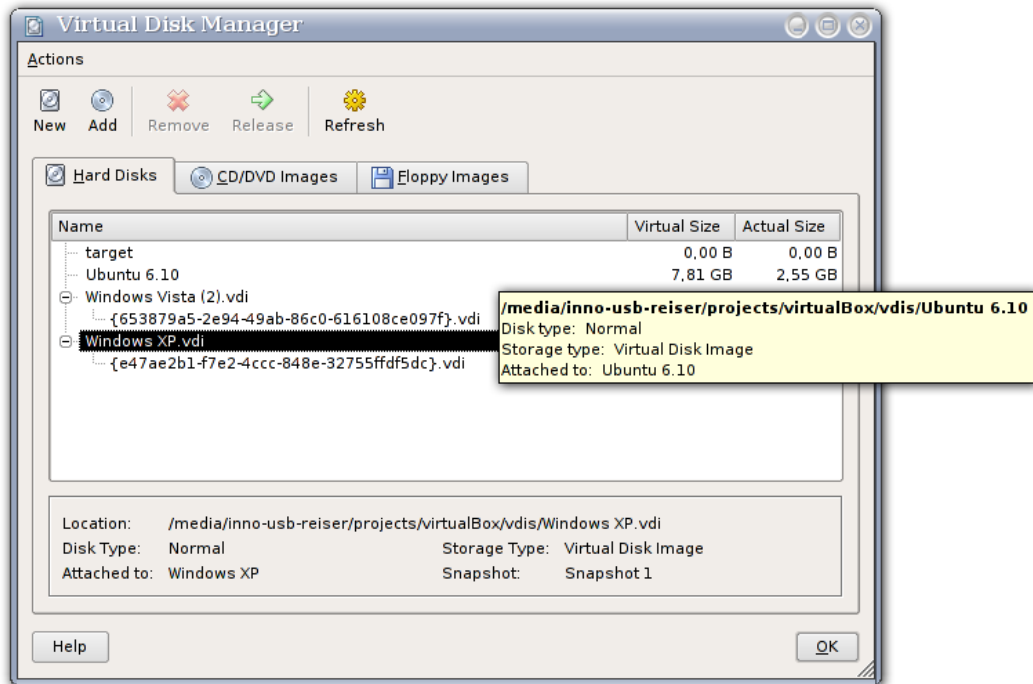 Virtual Disk Manager
Actions
New Add Remove Release Refresh
Hard Disks CD/DVD Images Floppy Images
Name Virtual Size Actual Size
target 0,00 B 0,00 B
Ubuntu 6.10 7,81 GB 2,55 GB
Windows Vista (2).vdi
{653879a5-2e94-49ab-86c0-616108ce097f}.vdi
Windows XP.vdi
{e47ae2b1-f7e2-4ccc-848e-32755ffdf5dc}.vdi
/media/inno-usb-reiser/projects/virtualBox/vdis/Ubuntu 6.10
Disk type: Normal
Storage type: Virtual Disk Image
Attached to: Ubuntu 6.10
Location: /media/inno-usb-reiser/projects/virtualBox/vdis/Windows XP.vdi
Disk Type: Normal Storage Type: Virtual Disk Image
Attached to: Windows XP Snapshot: Snapshot 1
Help OK